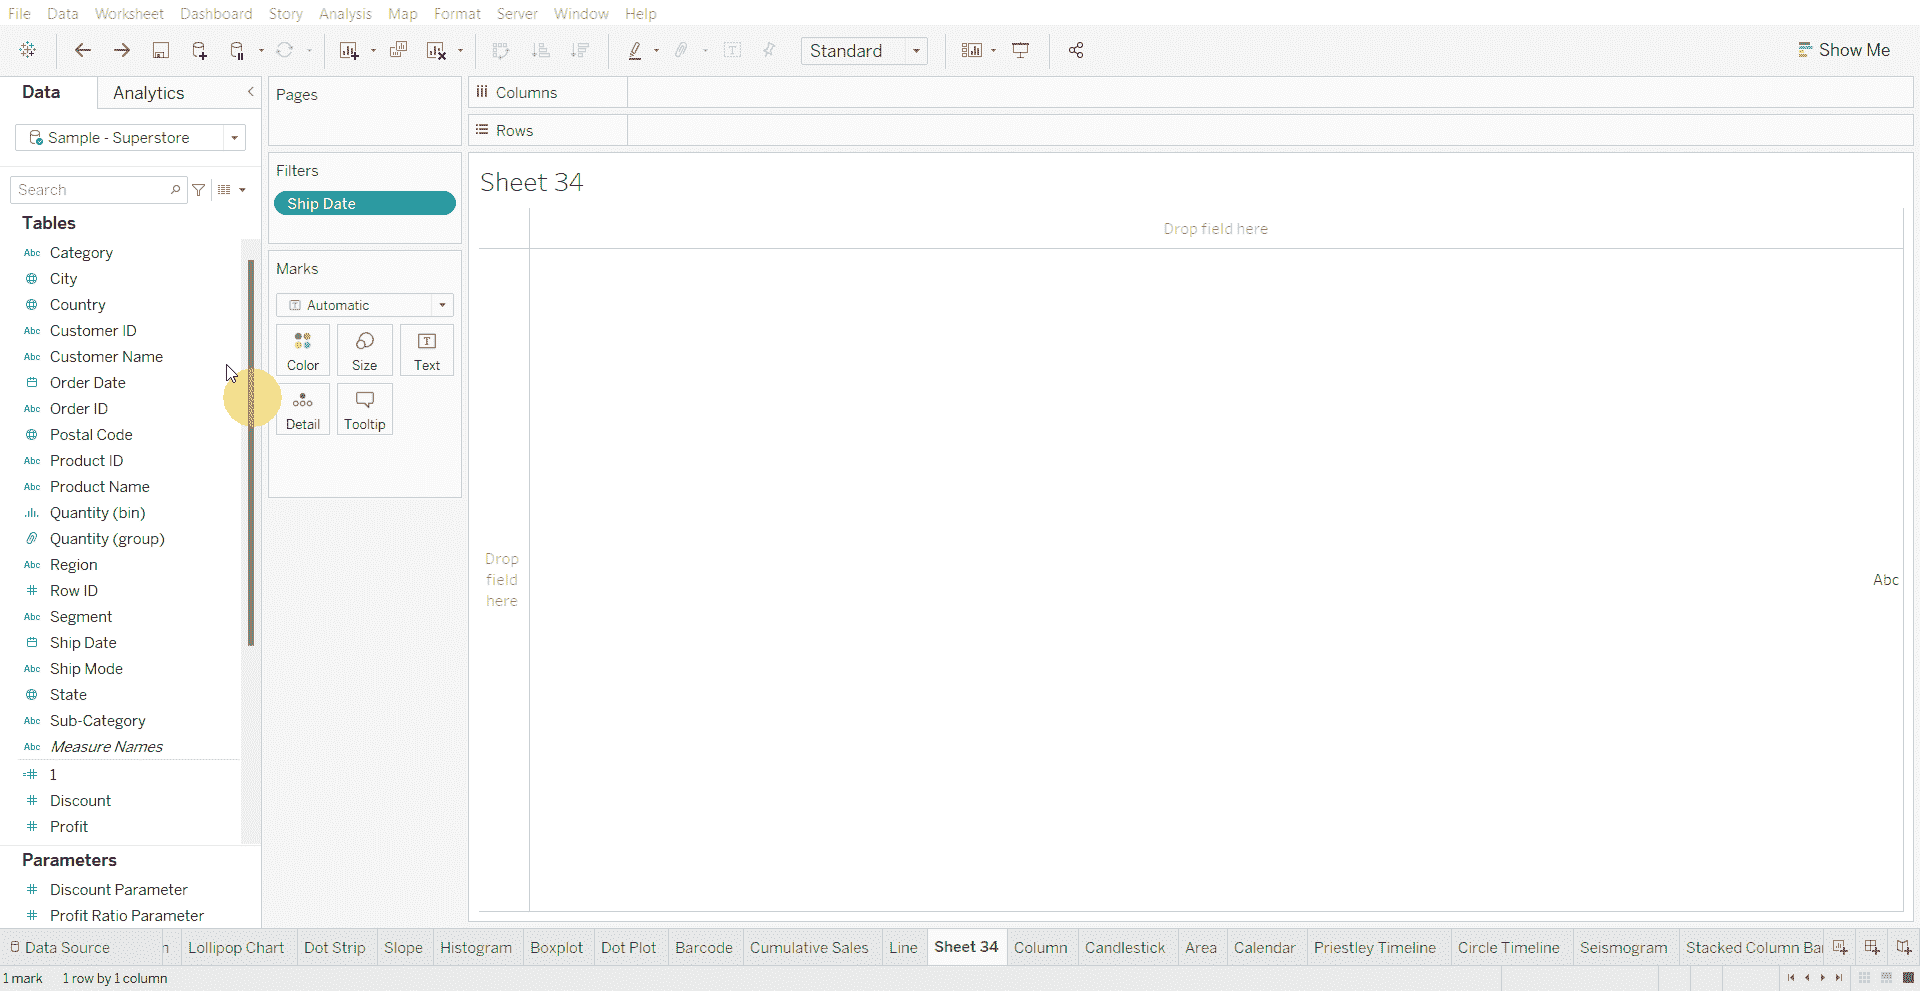 File Data Worksheet Dashboard Story Analysis Map Format Server Window Help
Standard
Show Me
Data Analytics
Sample - Superstore
Search
Tables
Abc Category
City
Country
Abc Customer ID
Abc Customer Name
Order Date
Abc Order ID
Postal Code
Abc Product ID
Abc Product Name
Quantity (bin)
Quantity (group)
Abc Region
# Row ID
Abc Segment
Ship Date
Abc Ship Mode
State
Abc Sub-Category
Abc Measure Names
=# 1
# Discount
# Profit
Parameters
# Discount Parameter
# Profit Ratio Parameter
Pages
Filters
Ship Date
Marks
Automatic
Color Size Text
Detail Tooltip
Columns
Rows
Sheet 34
Drop field here
Drop
field
here
Abc
Data Source Lollipop Chart Dot Strip Slope Histogram Boxplot Dot Plot Barcode Cumulative Sales Line Sheet 34 Column Candlestick Area Calendar Priestley Timeline Circle Timeline Seismogram Stacked Column Ba
1 mark 1 row by 1 column